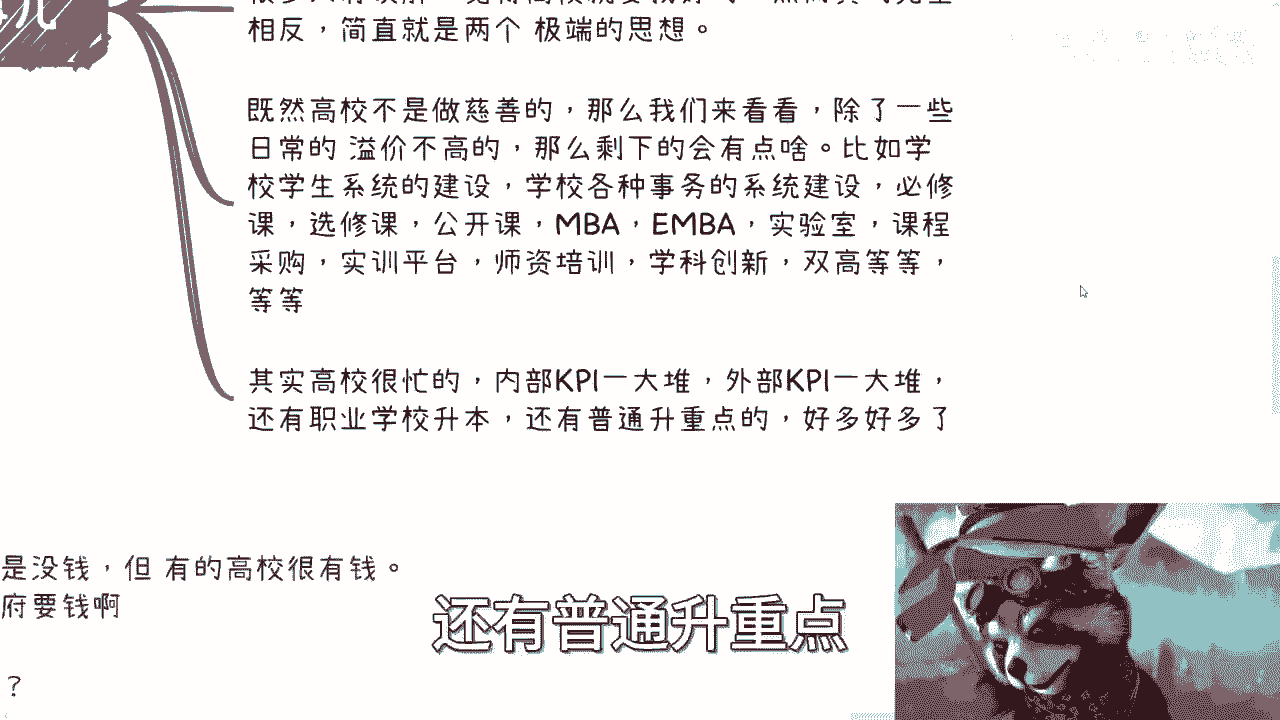 相反，简直就是两个 极端的思想。
既然高校不是做慈善的，那么我们来看看，除了一些
日常的 溢价不高的，那么剩下的会有点啥。比如学
校学生系统的建设，学校各种事务的系统建设，必修
课，选修课，公开课，MBA，EMBA，实验室，课程
采购，实训平台，师资培训，学科创新，双高等等，
等等
其实高校很忙的，内部KPI一大堆，外部KPI一大堆，
还有职业学校升本，还有普通升重点的，好多好多了
是没钱，但 有的高校很有钱。
府要钱啊
还有普通升重点
？